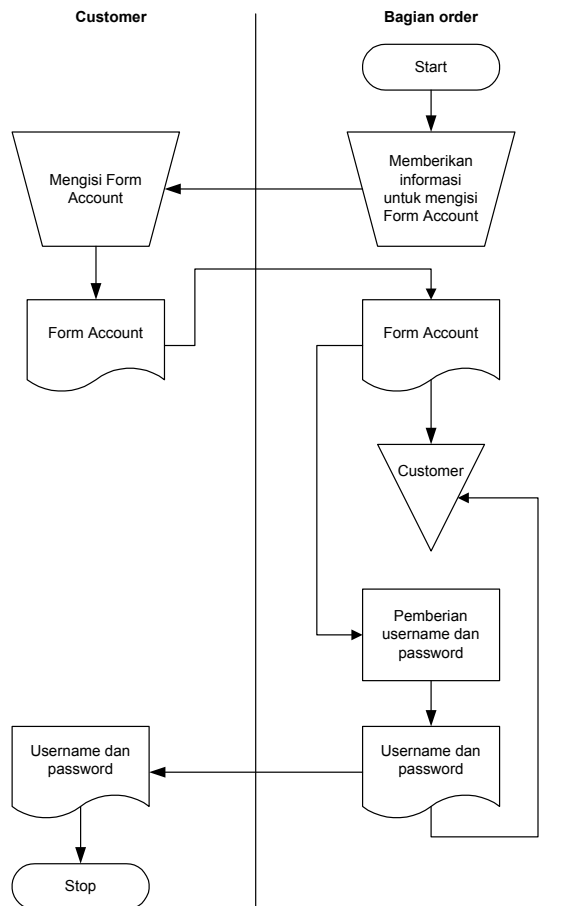 Customer
Bagian order
Start
Memberikan
informasi
untuk mengisi
Form Account
Mengisi Form
Account
Form Account
Form Account
Customer
Pemberian
username dan
password
Username dan
password
Username dan
password
Stop